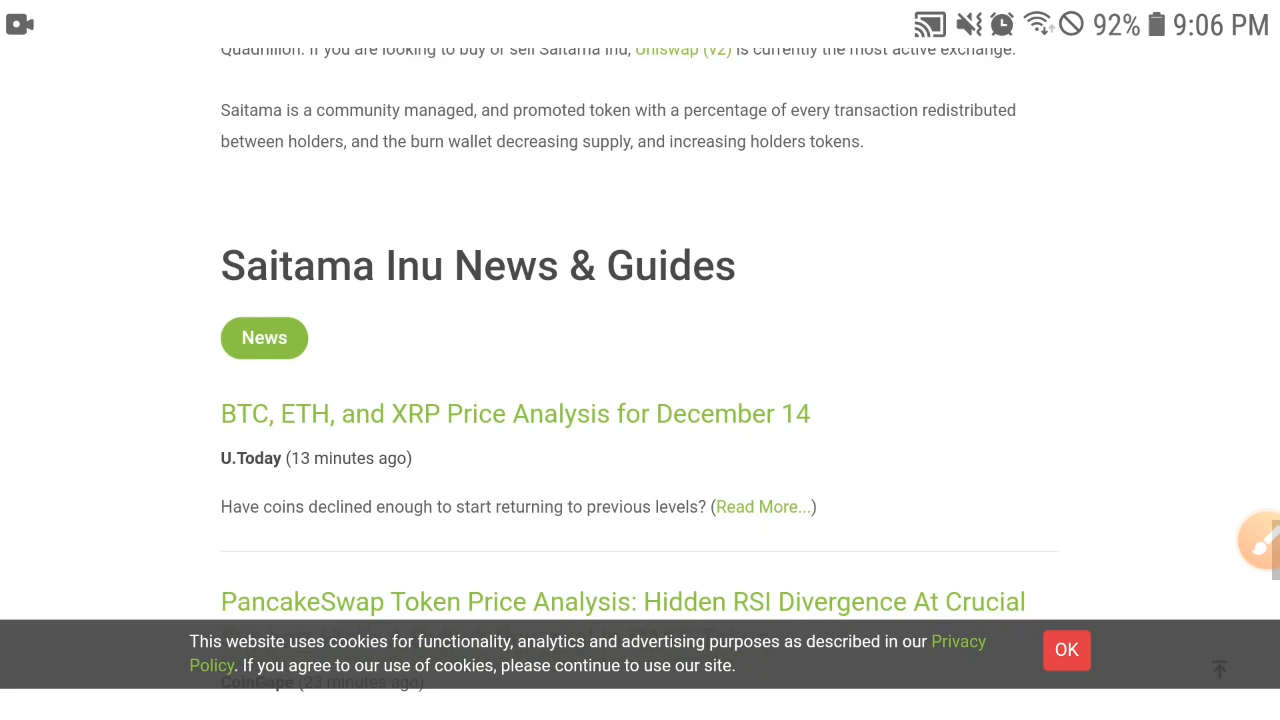 92% 9:06 PM
Quadrillion. If you are looking to buy or sell Saitama Inu, Uniswap (v2) is currently the most active exchange.
Saitama is a community managed, and promoted token with a percentage of every transaction redistributed
between holders, and the burn wallet decreasing supply, and increasing holders tokens.
Saitama Inu News & Guides
News
BTC, ETH, and XRP Price Analysis for December 14
U.Today (13 minutes ago)
Have coins declined enough to start returning to previous levels? (Read More...)
PancakeSwap Token Price Analysis: Hidden RSI Divergence At Crucial
This website uses cookies for functionality, analytics and advertising purposes as described in our Privacy
Policy. If you agree to our use of cookies, please continue to use our site.
OK
CoinGape (23 minutes ago)